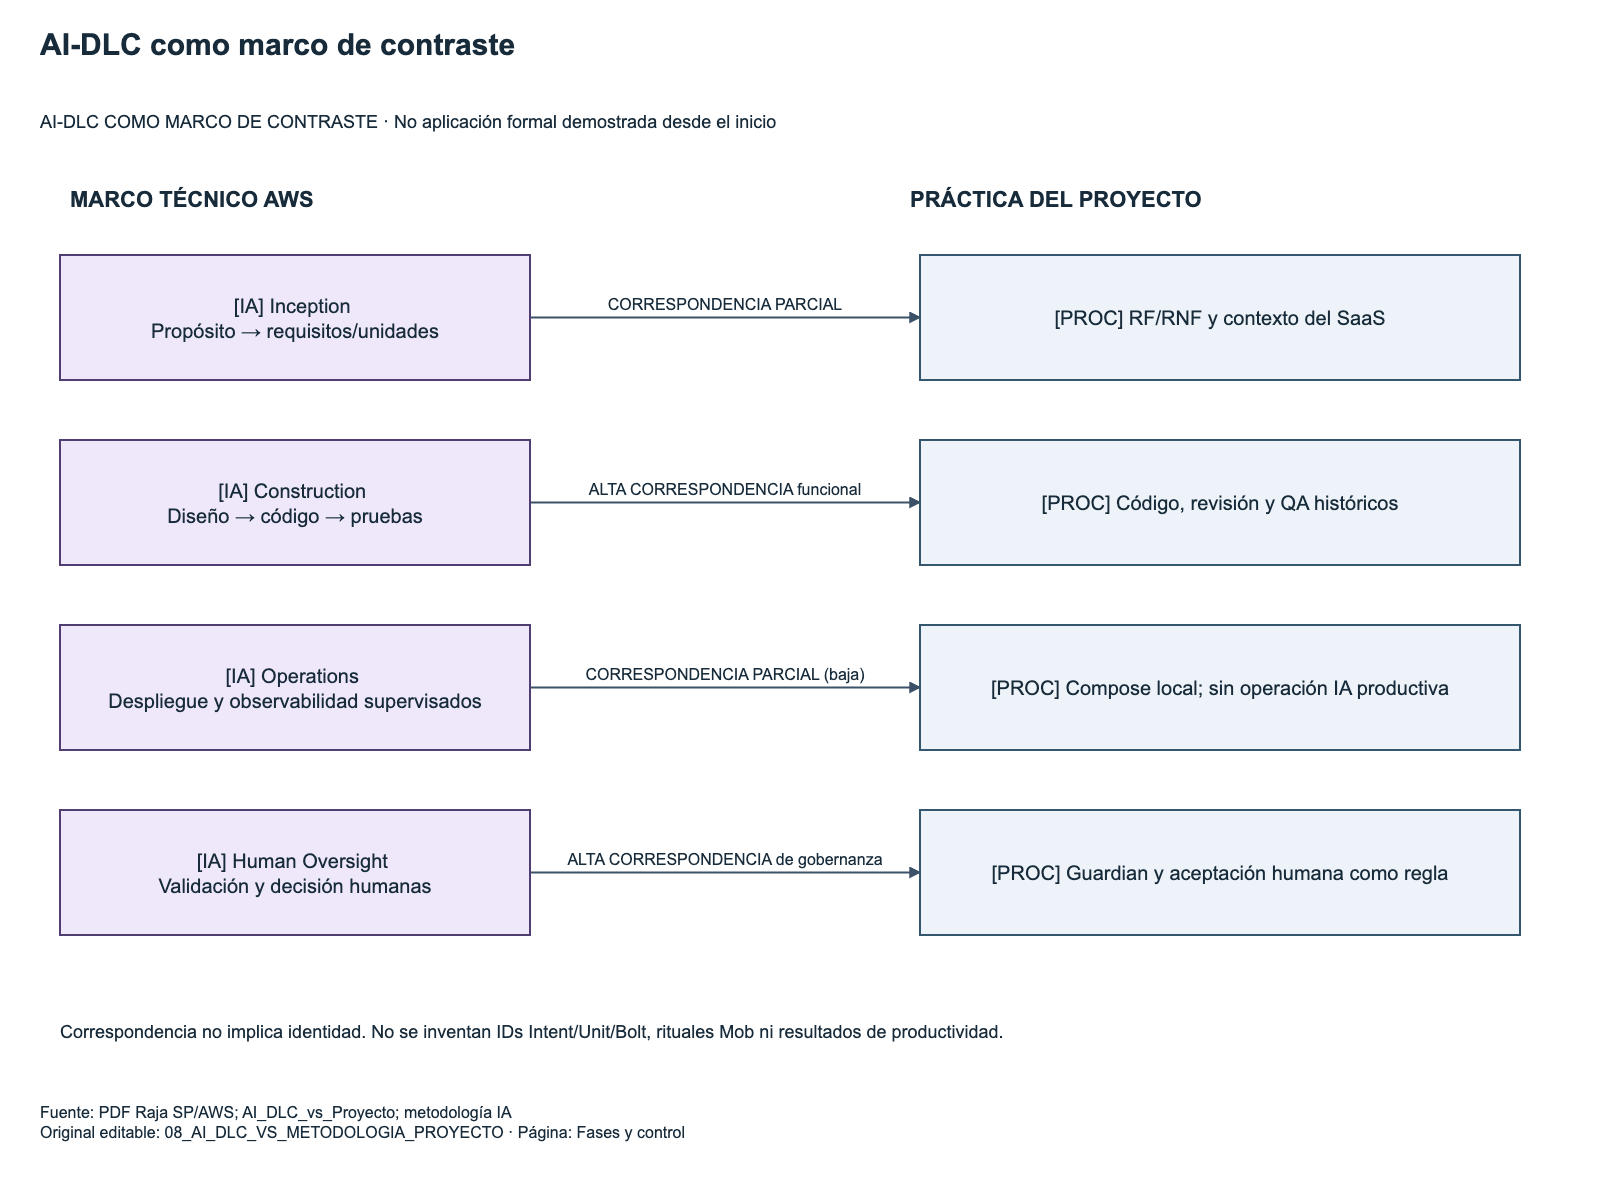 AI-DLC como marco de contraste
AI-DLC COMO MARCO DE CONTRASTE · No aplicación formal demostrada desde el inicio
MARCO TÉCNICO AWS
PRÁCTICA DEL PROYECTO
[IA] Inception
Propósito → requisitos/unidades
CORRESPONDENCIA PARCIAL
[PROC] RF/RNF y contexto del SaaS
[IA] Construction
Diseño → código → pruebas
ALTA CORRESPONDENCIA funcional
[PROC] Código, revisión y QA históricos
[IA] Operations
Despliegue y observabilidad supervisados
CORRESPONDENCIA PARCIAL (baja)
[PROC] Compose local; sin operación IA productiva
[IA] Human Oversight
Validación y decisión humanas
ALTA CORRESPONDENCIA de gobernanza
[PROC] Guardian y aceptación humana como regla
Correspondencia no implica identidad. No se inventan IDs Intent/Unit/Bolt, rituales Mob ni resultados de productividad.
Fuente: PDF Raja SP/AWS; AI_DLC_vs_Proyecto; metodología IA
Original editable: 08_AI_DLC_VS_METODOLOGIA_PROYECTO · Página: Fases y control